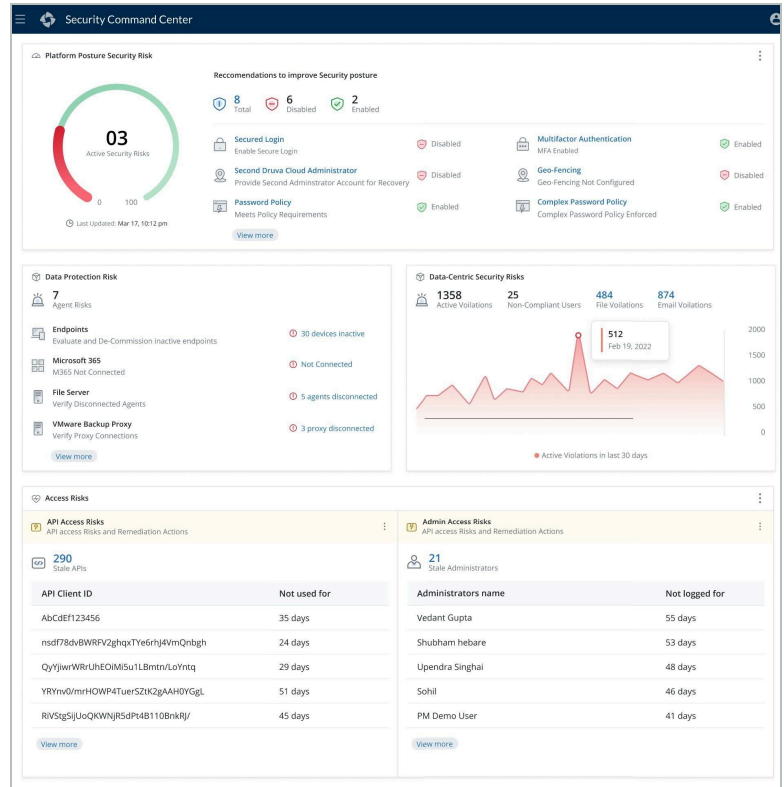 Security Command Center
Platform Posture Security Risk
03
Active Security Risks
0 100
Last Updated: Mar 17, 10:12 pm
Reccomendations to improve Security posture
8 Total
6 Disabled
2 Enabled
Secured Login
Enable Secure Login
Disabled
Multifactor Authentication
MFA Enabled
Enabled
Second Druva Cloud Administrator
Provide Second Adminstrator Account for Recovery
Disabled
Geo-Fencing
Geo-Fencing Not Configured
Disabled
Password Policy
Meets Policy Requirements
Enabled
Complex Password Policy
Complex Password Policy Enforced
Enabled
View more
Data Protection Risk
7
Agent Risks
Endpoints
Evaluate and De-Commission inactive endpoints
30 devices inactive
Microsoft 365
M365 Not Connected
Not Connected
File Server
Verify Disconnected Agents
5 agents disconnected
VMware Backup Proxy
Verify Proxy Connections
3 proxy disconnected
View more
Data-Centric Security Risks
1358
Active Voilations
25
Non-Compliant Users
484
File Voilations
874
Email Voilations
512
Feb 19, 2022
2000
1500
1000
500
0
Active Violations in last 30 days
Access Risks
API Access Risks
API access Risks and Remediation Actions
290
Stale APIs
API Client ID Not used for
AbCdEf123456 35 days
nsdf78dvBWRFV2ghqxTYe6rhJ4VmQnbgh 24 days
QyYjiwrWRrUhEOiMi5u1LBmtn/LoYntq 29 days
YRYnv0/mrHOWP4TuerSZtK2gAAH0YGgL 51 days
RiVStgSijUoQKWNjR5dPt4B110BnkRJ/ 45 days
View more
Admin Access Risks
API access Risks and Remediation Actions
21
Stale Administrators
Administrators name Not logged for
Vedant Gupta 55 days
Shubham hebare 53 days
Upendra Singhai 48 days
Sohil 46 days
PM Demo User 41 days
View more